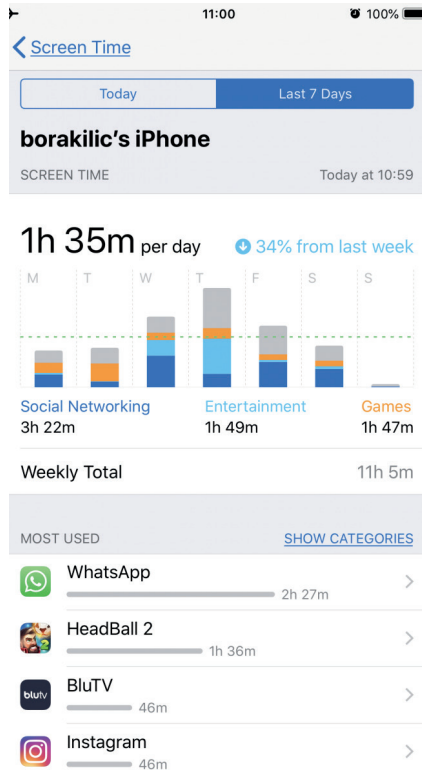 11:00
100%
Screen Time
Today Last 7 Days
borakilic's iPhone
SCREEN TIME Today at 10:59
1h 35m per day 34% from last week
M T W T F S S
Social Networking Entertainment Games
3h 22m 1h 49m 1h 47m
Weekly Total 11h 5m
MOST USED SHOW CATEGORIES
WhatsApp
2h 27m
HeadBall 2
1h 36m
blutv
BluTV
46m
Instagram
46m